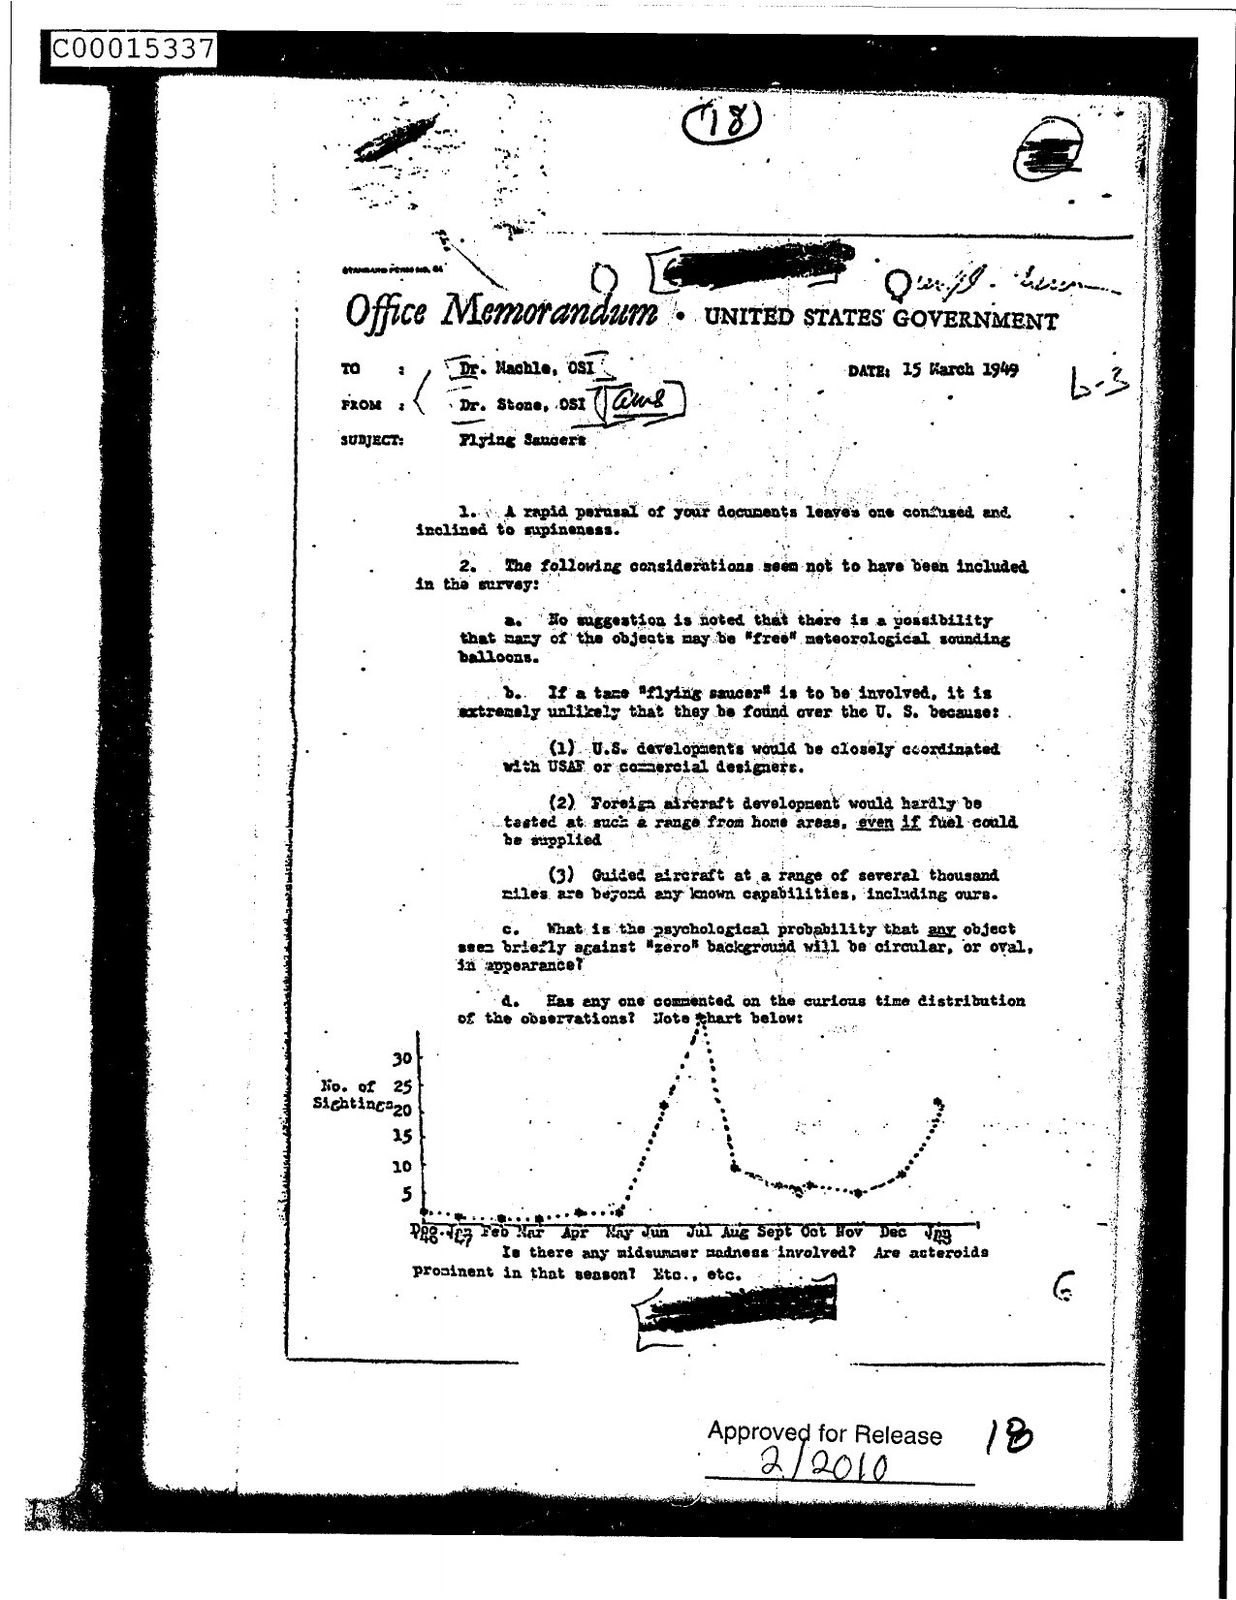 C00015337
18
STANDARD FORM NO. 64
Office Memorandum • UNITED STATES GOVERNMENT
TO : Dr. Machle, OSI DATE: 15 March 1949
b-3
FROM : Dr. Stone, OSI
SUBJECT: Flying Saucers
1. A rapid perusal of your documents leaves one confused and
inclined to supineness.
2. The following considerations seem not to have been included
in the survey:
a. No suggestion is noted that there is a possibility
that many of the objects may be "free" meteorological sounding
balloons.
b. If a tame "flying saucer" is to be involved, it is
extremely unlikely that they be found over the U. S. because:
(1) U.S. developments would be closely coordinated
with USAF or commercial designers.
(2) Foreign aircraft development would hardly be
tested at such a range from home areas, even if fuel could
be supplied
(3) Guided aircraft at a range of several thousand
miles are beyond any known capabilities, including ours.
c. What is the psychological probability that any object
seen briefly against "zero" background will be circular, or oval,
in appearance?
d. Has any one commented on the curious time distribution
of the observations? Note chart below:
30
No. of 25
Sightings 20
15
10
5
Dec. Jan Feb Mar Apr May Jun Jul Aug Sept Oct Nov Dec Jan
47
Is there any midsummer madness involved? Are asteroids
prominent in that season? Etc., etc.
6
Approved for Release 18
2/2010